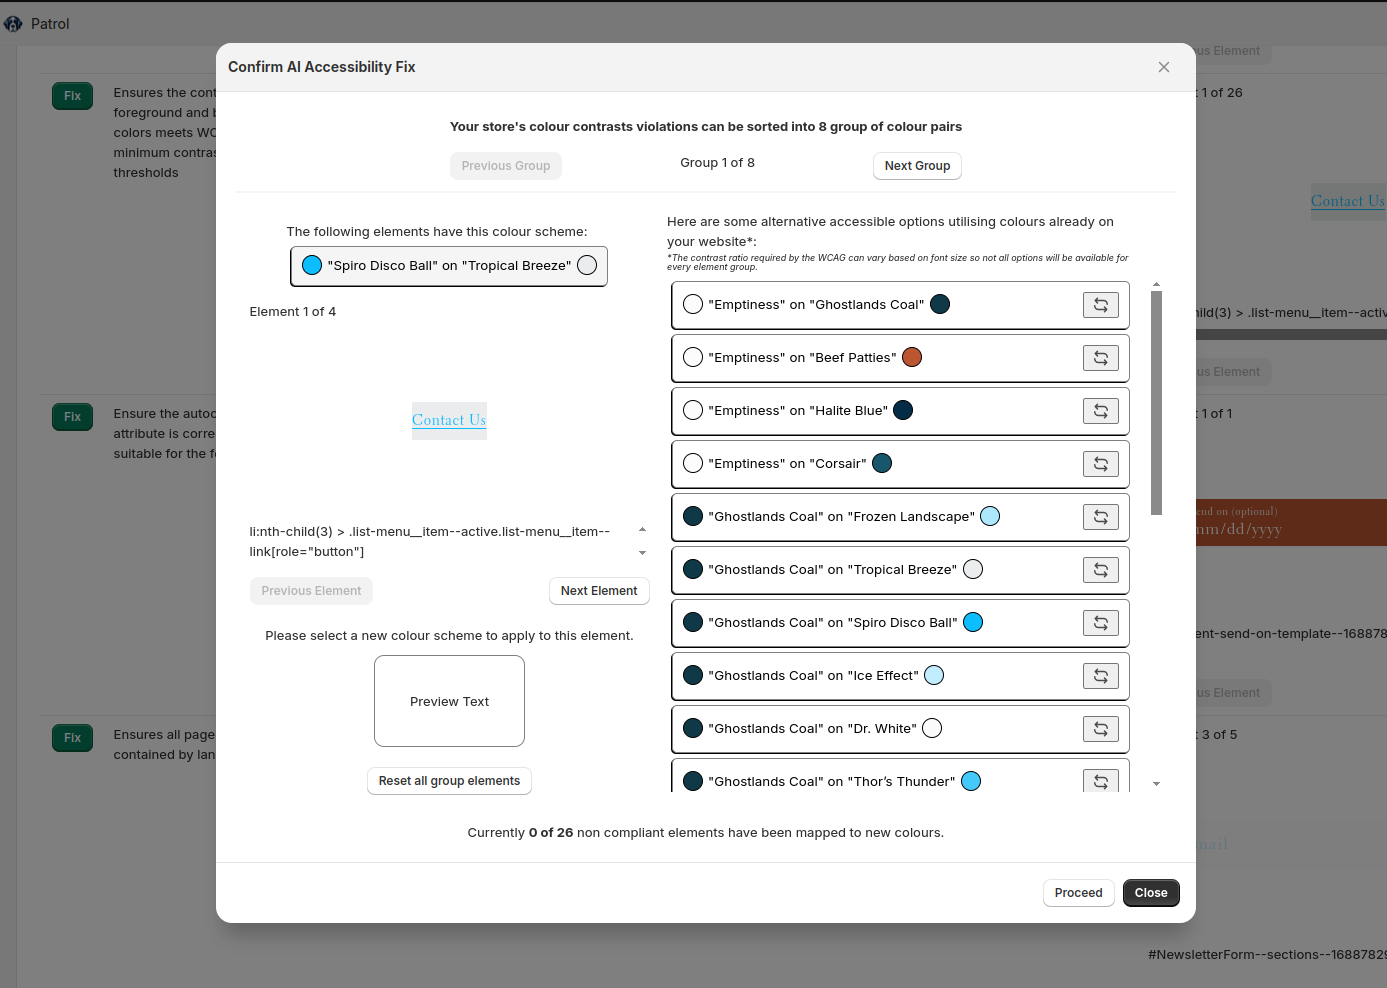 Patrol
Confirm AI Accessibility Fix
us Element
Fix
Ensures the cont
foreground and b
colors meets WC
minimum contras
thresholds
1 of 26
Your store's colour contrasts violations can be sorted into 8 group of colour pairs
Previous Group
Group 1 of 8
Next Group
Contact Us
The following elements have this colour scheme:
"Spiro Disco Ball" on "Tropical Breeze"
Element 1 of 4
Contact Us
li:nth-child(3) > .list-menu__item--active.list-menu__item--
link[role="button"]
Previous Element
Next Element
Please select a new colour scheme to apply to this element.
Preview Text
Reset all group elements
Here are some alternative accessible options utilising colours already on
your website*:
*The contrast ratio required by the WCAG can vary based on font size so not all options will be available for
every element group.
"Emptiness" on "Ghostlands Coal"
"Emptiness" on "Beef Patties"
"Emptiness" on "Halite Blue"
"Emptiness" on "Corsair"
"Ghostlands Coal" on "Frozen Landscape"
"Ghostlands Coal" on "Tropical Breeze"
"Ghostlands Coal" on "Spiro Disco Ball"
"Ghostlands Coal" on "Ice Effect"
"Ghostlands Coal" on "Dr. White"
"Ghostlands Coal" on "Thor’s Thunder"
Currently 0 of 26 non compliant elements have been mapped to new colours.
Proceed
Close
ild(3) > .list-menu__item--activ
us Element
Fix
Ensure the autoc
attribute is corre
suitable for the f
1 of 1
end on (optional)
mm/dd/yyyy
ent-send-on-template--168878
us Element
Fix
Ensures all page
contained by lan
3 of 5
mail
#NewsletterForm--sections--16887829